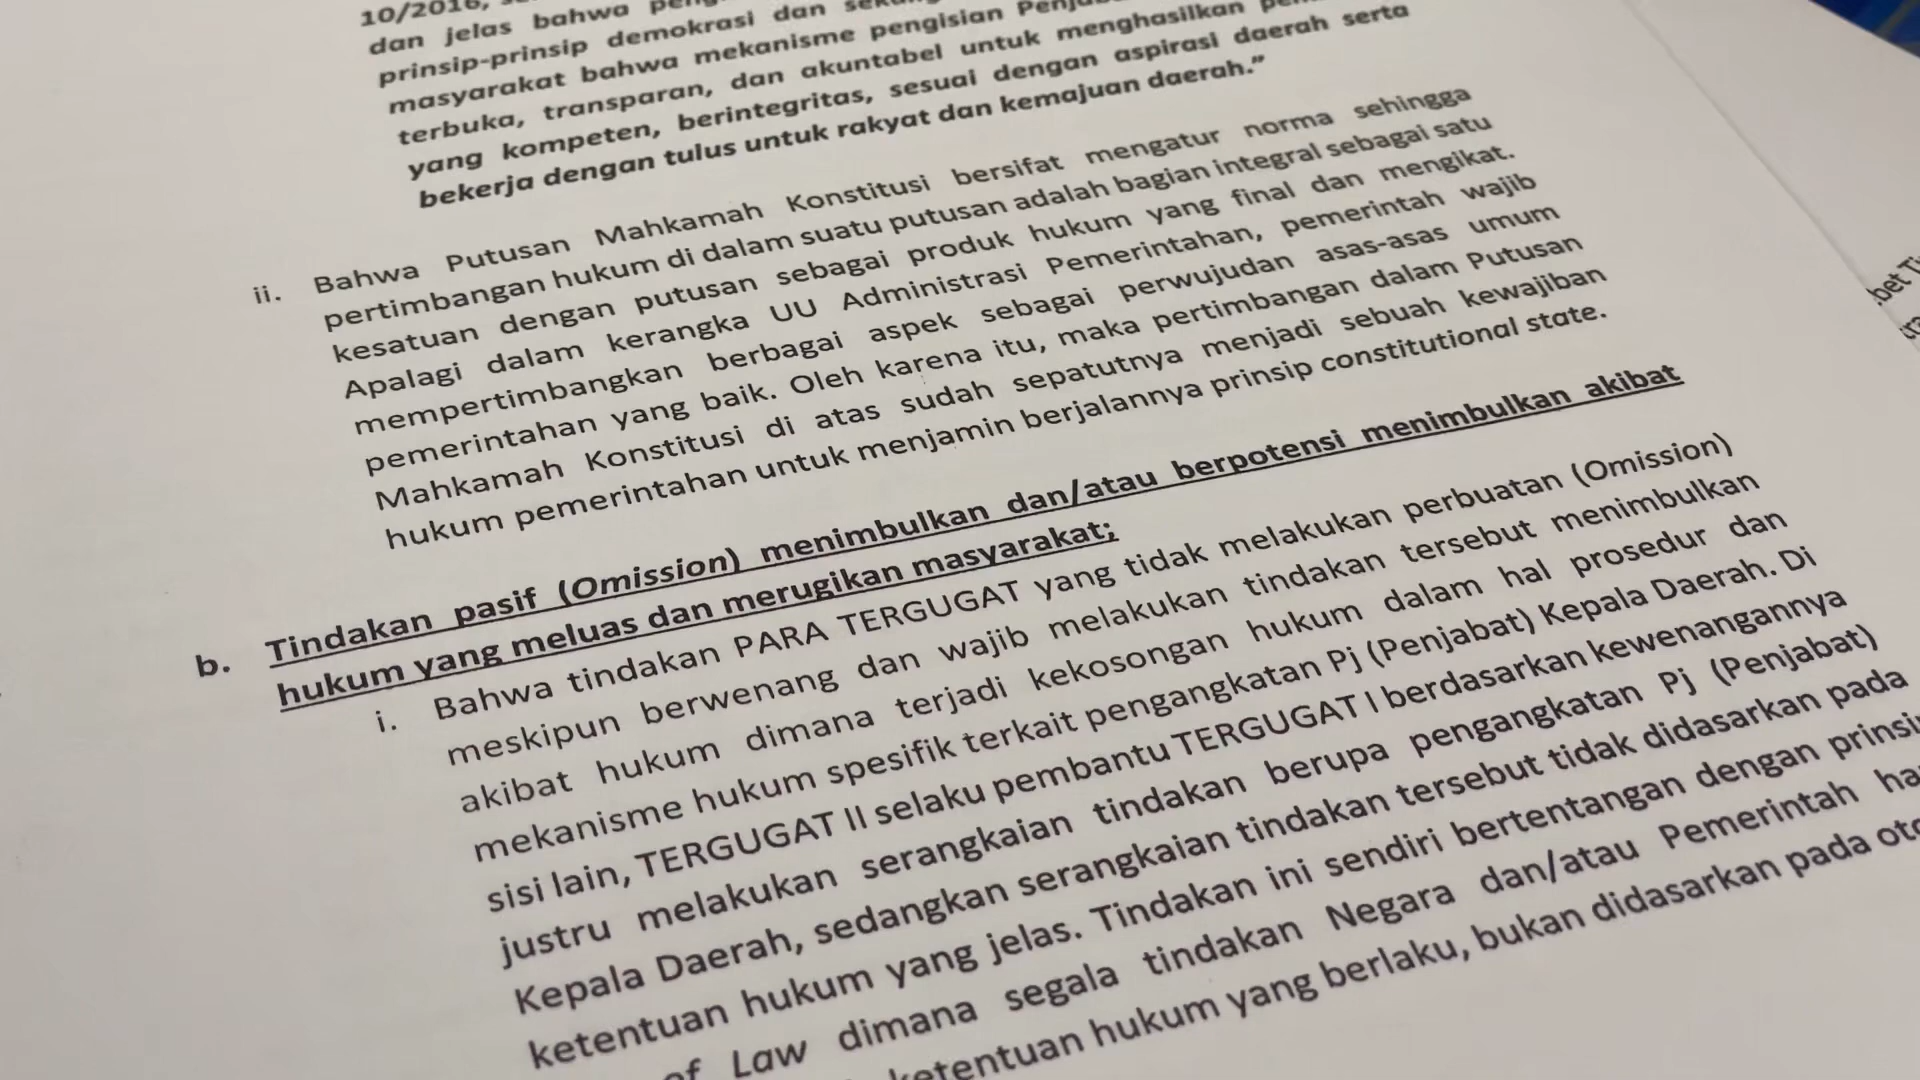 10/2016,
dan jelas bahwa
prinsip-prinsip demokrasi dan
masyarakat bahwa mekanisme pengisian
terbuka, transparan, dan akuntabel untuk menghasilkan
yang kompeten, berintegritas, sesuai dengan aspirasi daerah serta
bekerja dengan tulus untuk rakyat dan kemajuan daerah.”
ii. Bahwa Putusan Mahkamah Konstitusi bersifat mengatur norma sehingga
pertimbangan hukum di dalam suatu putusan adalah bagian integral sebagai satu
kesatuan dengan putusan sebagai produk hukum yang final dan mengikat.
Apalagi dalam kerangka UU Administrasi Pemerintahan, pemerintah wajib
mempertimbangkan berbagai aspek sebagai perwujudan asas-asas umum
pemerintahan yang baik. Oleh karena itu, maka pertimbangan dalam Putusan
Mahkamah Konstitusi di atas sudah sepatutnya menjadi sebuah kewajiban
hukum pemerintahan untuk menjamin berjalannya prinsip constitutional state.
b. Tindakan pasif (Omission) menimbulkan dan/atau berpotensi menimbulkan akibat
hukum yang meluas dan merugikan masyarakat;
i. Bahwa tindakan PARA TERGUGAT yang tidak melakukan perbuatan (Omission)
meskipun berwenang dan wajib melakukan tindakan tersebut menimbulkan
akibat hukum dimana terjadi kekosongan hukum dalam hal prosedur dan
mekanisme hukum spesifik terkait pengangkatan Pj (Penjabat) Kepala Daerah. Di
sisi lain, TERGUGAT II selaku pembantu TERGUGAT I berdasarkan kewenangannya
justru melakukan serangkaian tindakan berupa pengangkatan Pj (Penjabat)
Kepala Daerah, sedangkan serangkaian tindakan tersebut tidak didasarkan pada
ketentuan hukum yang jelas. Tindakan ini sendiri bertentangan dengan
of Law dimana segala tindakan Negara dan/atau Pemerintah
ketentuan hukum yang berlaku, bukan didasarkan pada